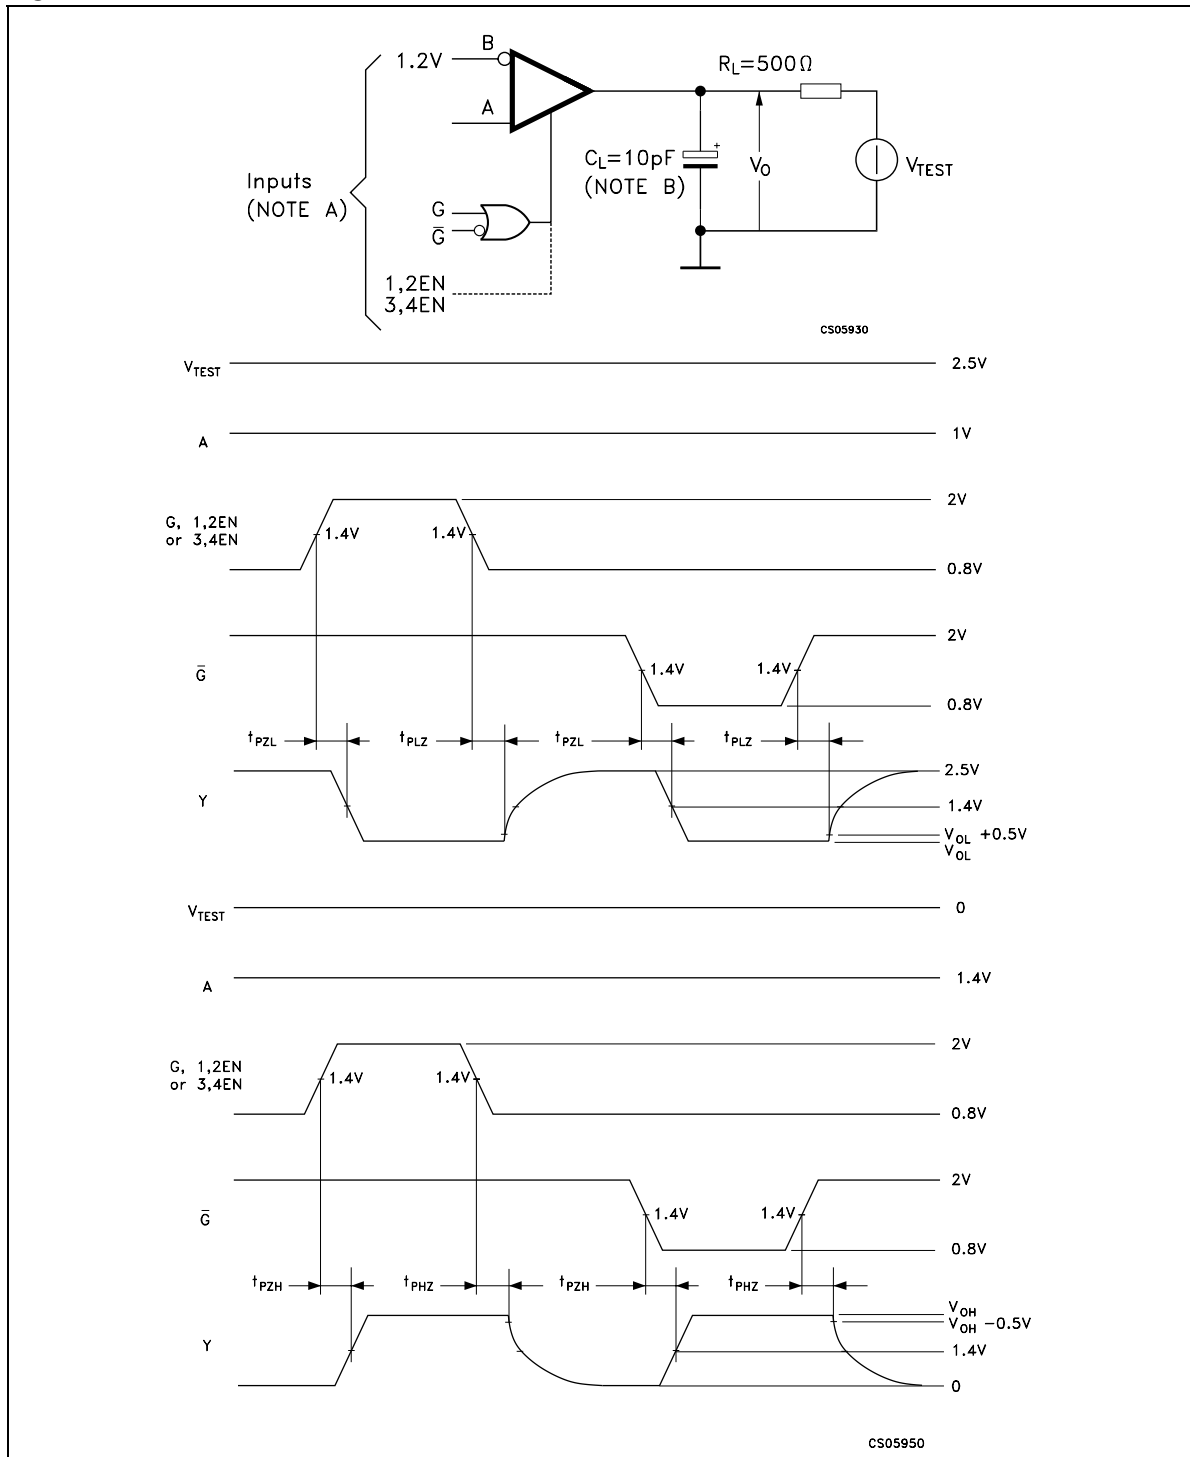 B
1.2V
RL=500Ω
A
CL=10pF
(NOTE B)
+
VO
VTEST
Inputs
(NOTE A)
G
G̅
1,2EN
3,4EN
CS05930
VTEST 2.5V
A 1V
2V
G, 1,2EN
or 3,4EN
1.4V 1.4V
0.8V
2V
G̅
1.4V 1.4V
0.8V
tPZL tPLZ tPZL tPLZ
2.5V
Y
1.4V
VOL +0.5V
VOL
VTEST 0
A 1.4V
2V
G, 1,2EN
or 3,4EN
1.4V 1.4V
0.8V
2V
G̅
1.4V 1.4V
0.8V
tPZH tPHZ tPZH tPHZ
VOH
VOH −0.5V
Y
1.4V
0
CS05950